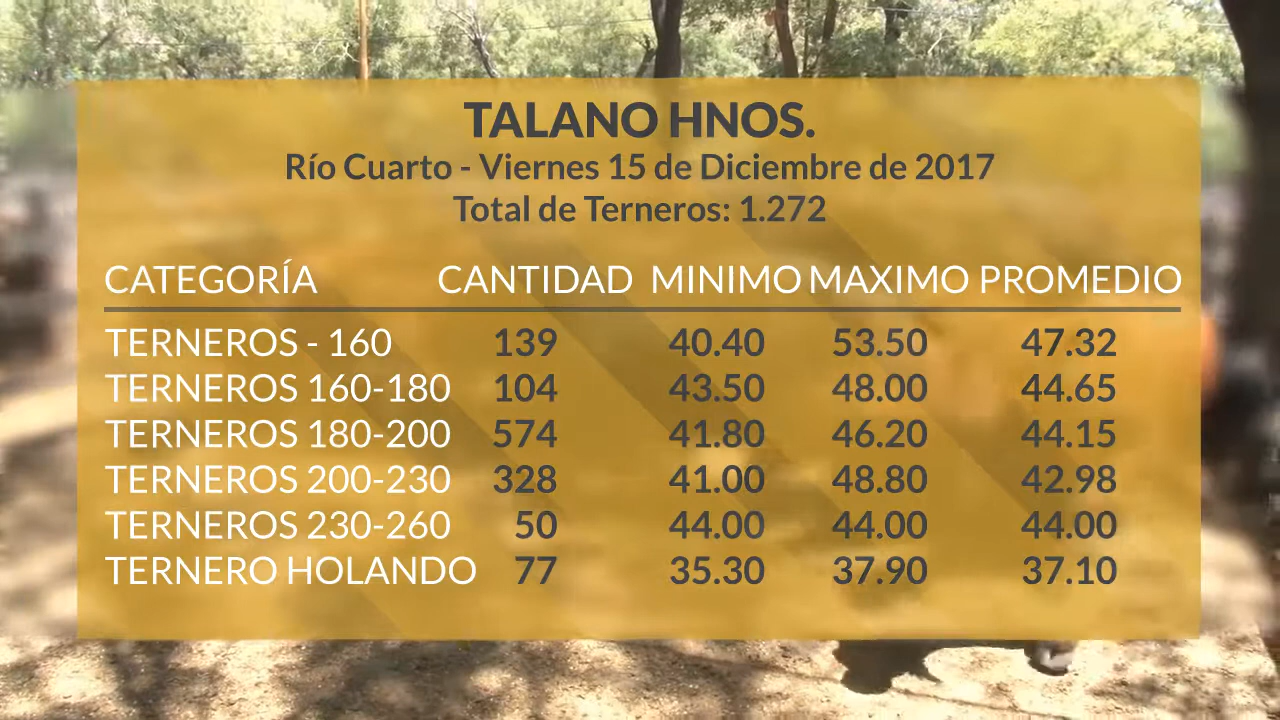 TALANO HNOS.
Río Cuarto - Viernes 15 de Diciembre de 2017
Total de Terneros: 1.272
CATEGORÍA CANTIDAD MINIMO MAXIMO PROMEDIO
TERNEROS - 160 139 40.40 53.50 47.32
TERNEROS 160-180 104 43.50 48.00 44.65
TERNEROS 180-200 574 41.80 46.20 44.15
TERNEROS 200-230 328 41.00 48.80 42.98
TERNEROS 230-260 50 44.00 44.00 44.00
TERNERO HOLANDO 77 35.30 37.90 37.10